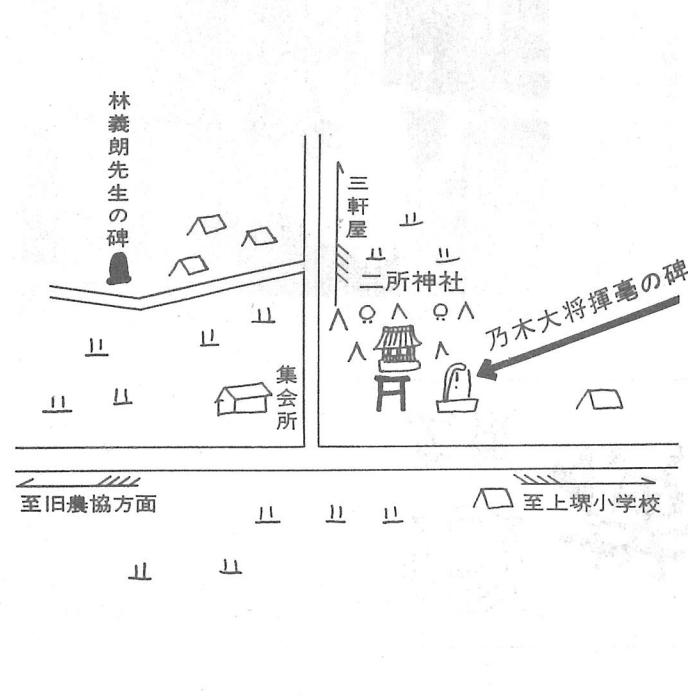 林義朗先生の碑
三軒屋
二所神社
乃木大将揮毫の碑
集会所
至旧農協方面
至上堺小学校